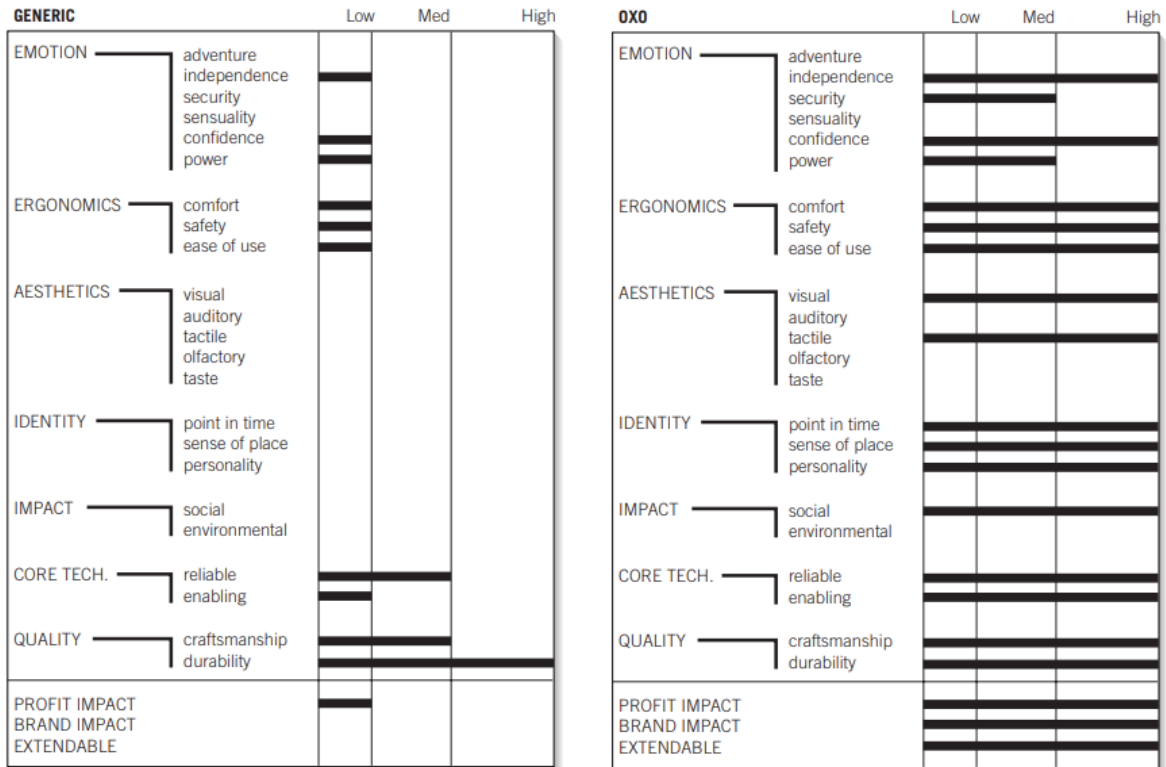 GENERIC Low Med High
EMOTION adventure
independence
security
sensuality
confidence
power
ERGONOMICS comfort
safety
ease of use
AESTHETICS visual
auditory
tactile
olfactory
taste
IDENTITY point in time
sense of place
personality
IMPACT social
environmental
CORE TECH. reliable
enabling
QUALITY craftsmanship
durability
PROFIT IMPACT
BRAND IMPACT
EXTENDABLE
OXO Low Med High
EMOTION adventure
independence
security
sensuality
confidence
power
ERGONOMICS comfort
safety
ease of use
AESTHETICS visual
auditory
tactile
olfactory
taste
IDENTITY point in time
sense of place
personality
IMPACT social
environmental
CORE TECH. reliable
enabling
QUALITY craftsmanship
durability
PROFIT IMPACT
BRAND IMPACT
EXTENDABLE